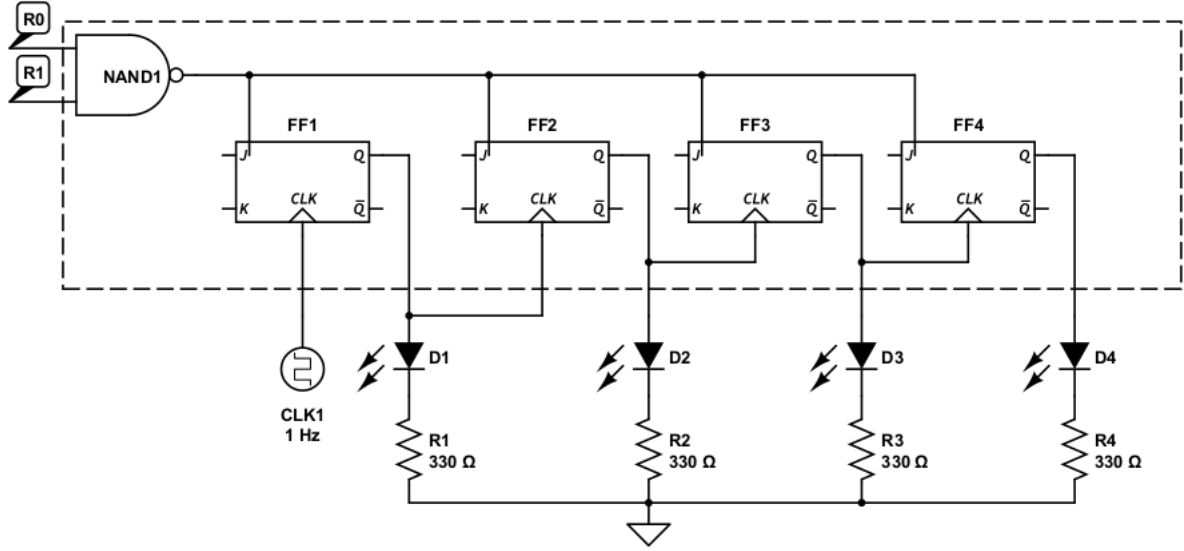 R0
R1
NAND1
FF1
FF2
FF3
FF4
J
Q
J
Q
J
Q
J
Q
CLK
CLK
CLK
CLK
K
Q̅
K
Q̅
K
Q̅
K
Q̅
D1
D2
D3
D4
CLK1
1 Hz
R1
330 Ω
R2
330 Ω
R3
330 Ω
R4
330 Ω